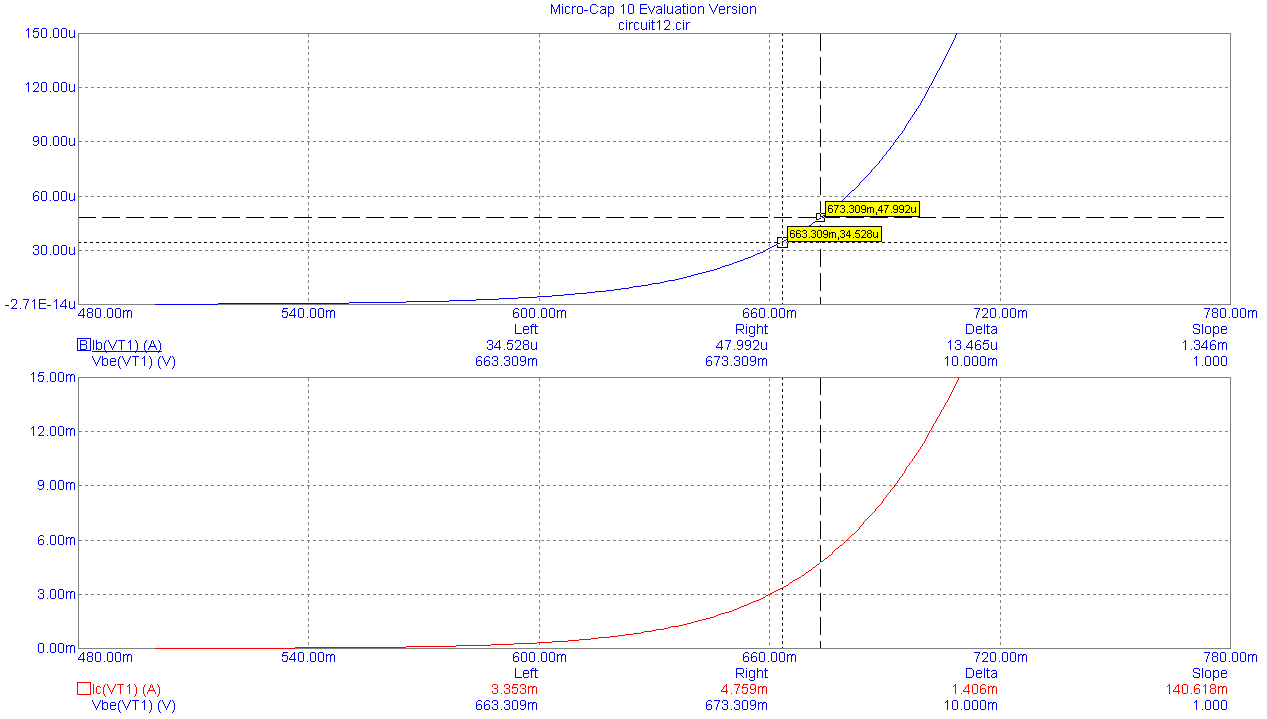 Micro-Cap 10 Evaluation Version
circuit12.cir
150.00u
120.00u
90.00u
60.00u
673.309m,47.992u
663.309m,34.528u
30.00u
-2.71E-14u
480.00m 540.00m 600.00m 660.00m 720.00m 780.00m
Left Right Delta Slope
B Ib(VT1) (A) 34.528u 47.992u 13.465u 1.346m
Vbe(VT1) (V) 663.309m 673.309m 10.000m 1.000
15.00m
12.00m
9.00m
6.00m
3.00m
0.00m
480.00m 540.00m 600.00m 660.00m 720.00m 780.00m
Left Right Delta Slope
Ic(VT1) (A) 3.353m 4.759m 1.406m 140.618m
Vbe(VT1) (V) 663.309m 673.309m 10.000m 1.000